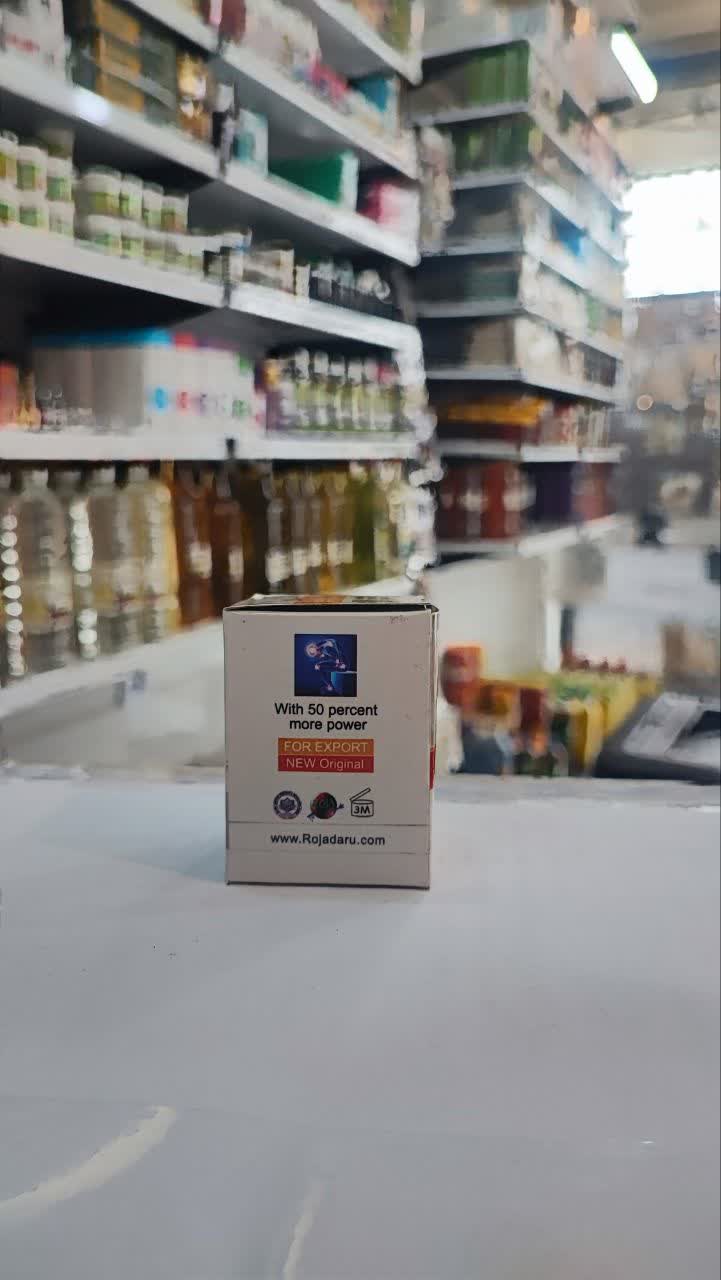 With 50 percent
more power
FOR EXPORT
NEW Original
3M
www.Rojadaru.com